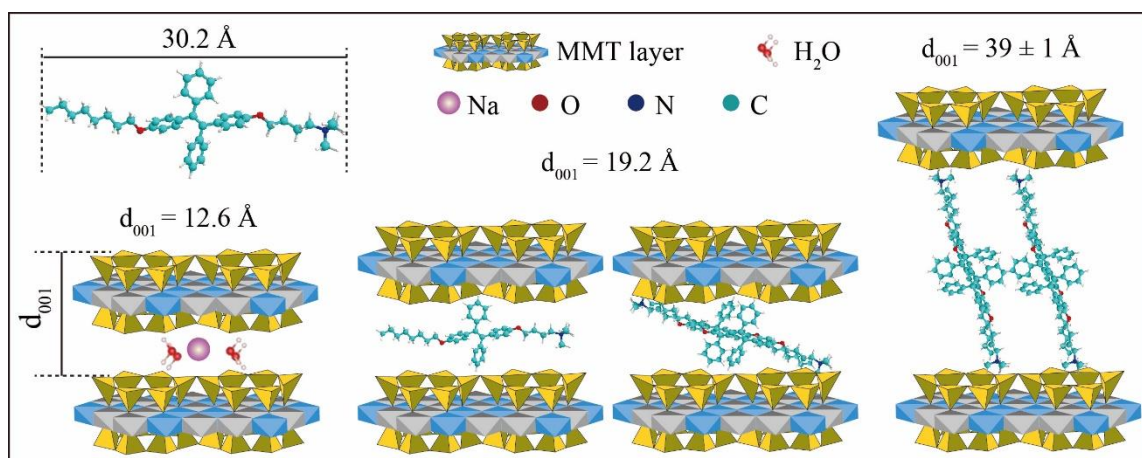 30.2 Å
MMT layer
H₂O
Na
O
N
C
d₀₀₁ = 39 ± 1 Å
d₀₀₁ = 19.2 Å
d₀₀₁ = 12.6 Å
d₀₀₁